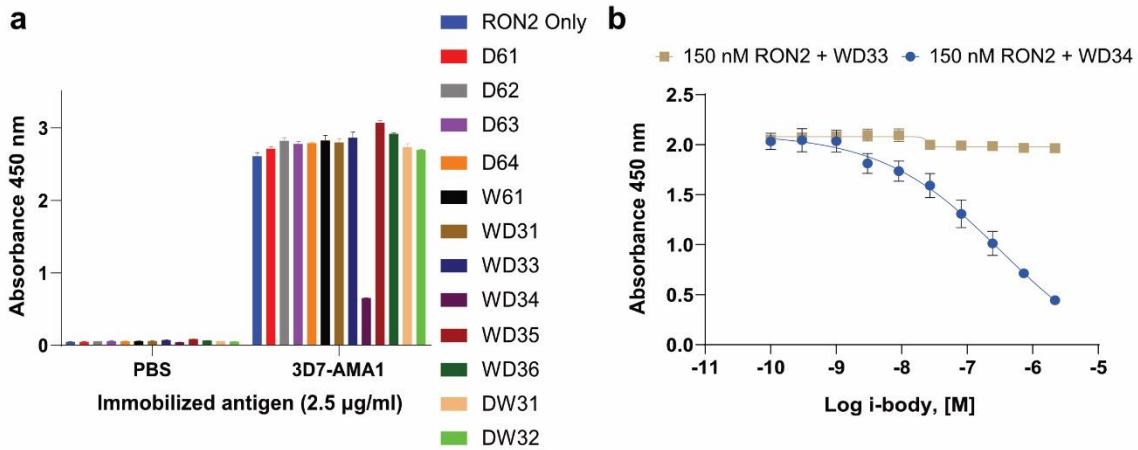 a
Absorbance 450 nm
3
2
1
0
PBS
3D7-AMA1
Immobilized antigen (2.5 µg/ml)
RON2 Only
D61
D62
D63
D64
W61
WD31
WD33
WD34
WD35
WD36
DW31
DW32
b
150 nM RON2 + WD33 150 nM RON2 + WD34
Absorbance 450 nm
2.5
2.0
1.5
1.0
0.5
0.0
-11 -10 -9 -8 -7 -6 -5
Log i-body, [M]